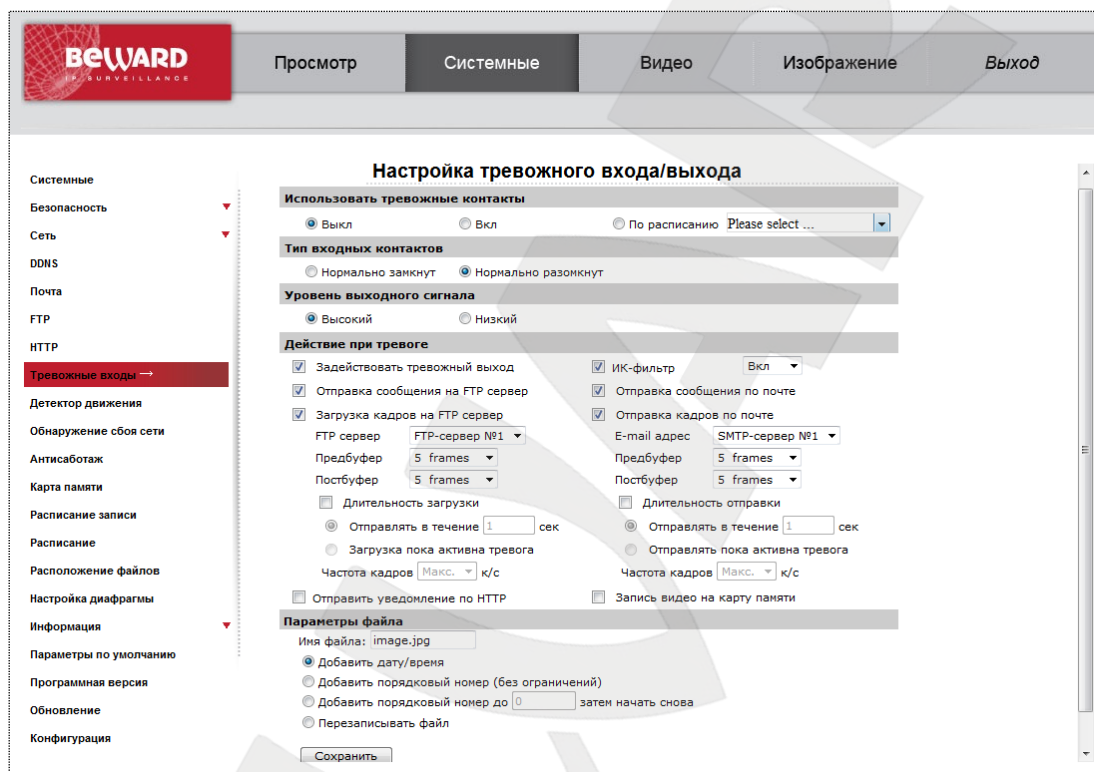 BEWARD
IP SURVEILLANCE
Просмотр
Системные
Видео
Изображение
Выход
Системные
Безопасность
Сеть
DDNS
Почта
FTP
HTTP
Тревожные входы →
Детектор движения
Обнаружение сбоя сети
Антисаботаж
Карта памяти
Расписание записи
Расписание
Расположение файлов
Настройка диафрагмы
Информация
Параметры по умолчанию
Программная версия
Обновление
Конфигурация
Настройка тревожного входа/выхода
Использовать тревожные контакты
Выкл Вкл По расписанию Please select ...
Тип входных контактов
Нормально замкнут Нормально разомкнут
Уровень выходного сигнала
Высокий Низкий
Действие при тревоге
Задействовать тревожный выход ИК-фильтр Вкл
Отправка сообщения на FTP сервер Отправка сообщения по почте
Загрузка кадров на FTP сервер Отправка кадров по почте
FTP сервер FTP-сервер №1 E-mail адрес SMTP-сервер №1
Предбуфер 5 frames Предбуфер 5 frames
Постбуфер 5 frames Постбуфер 5 frames
Длительность загрузки Длительность отправки
Отправлять в течение 1 сек Отправлять в течение 1 сек
Загрузка пока активна тревога Отправлять пока активна тревога
Частота кадров Макс. к/с Частота кадров Макс. к/с
Отправить уведомление по HTTP Запись видео на карту памяти
Параметры файла
Имя файла: image.jpg
Добавить дату/время
Добавить порядковый номер (без ограничений)
Добавить порядковый номер до 0 затем начать снова
Перезаписывать файл
Сохранить